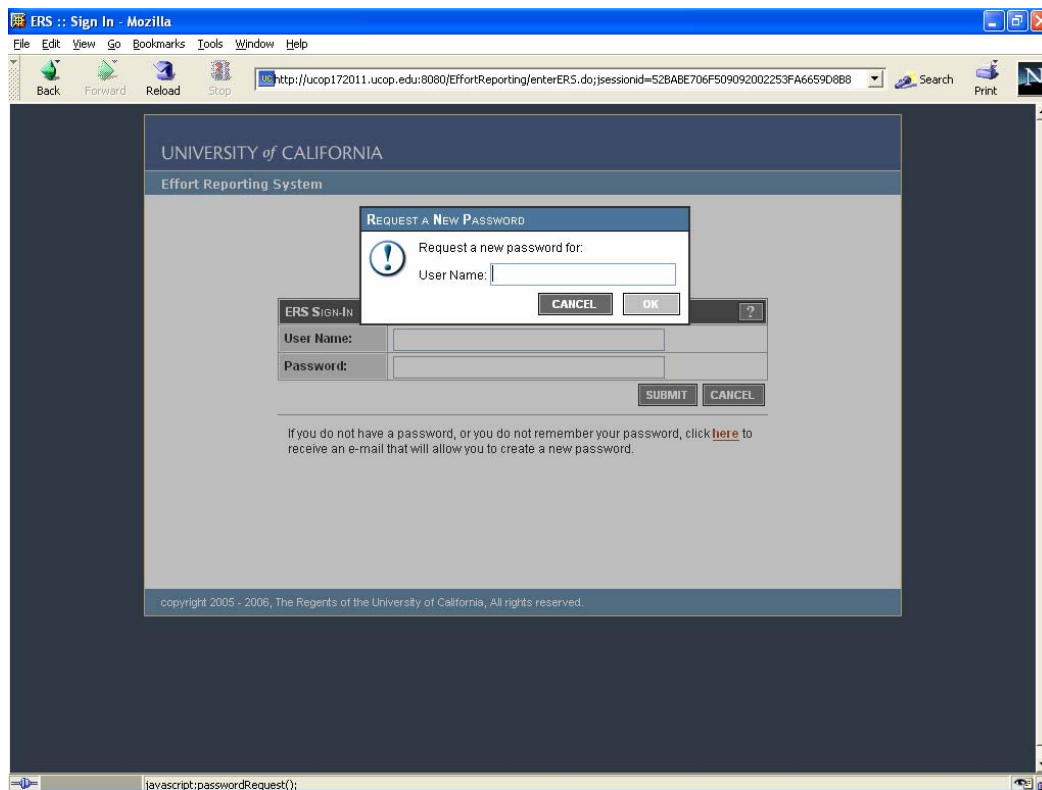 ERS :: Sign In - Mozilla
File Edit View Go Bookmarks Tools Window Help
Back Forward Reload Stop
http://ucop172011.ucop.edu:8080/EffortReporting/enterERS.do;jsessionid=52BABE706F509092002253FA6659D8B8
Search Print N
UNIVERSITY of CALIFORNIA
Effort Reporting System
REQUEST A NEW PASSWORD
Request a new password for:
User Name:
CANCEL OK
ERS SIGN-IN ?
User Name:
Password:
SUBMIT CANCEL
If you do not have a password, or you do not remember your password, click here to
receive an e-mail that will allow you to create a new password.
copyright 2005 - 2006, The Regents of the University of California, All rights reserved.
javascript:passwordRequest();